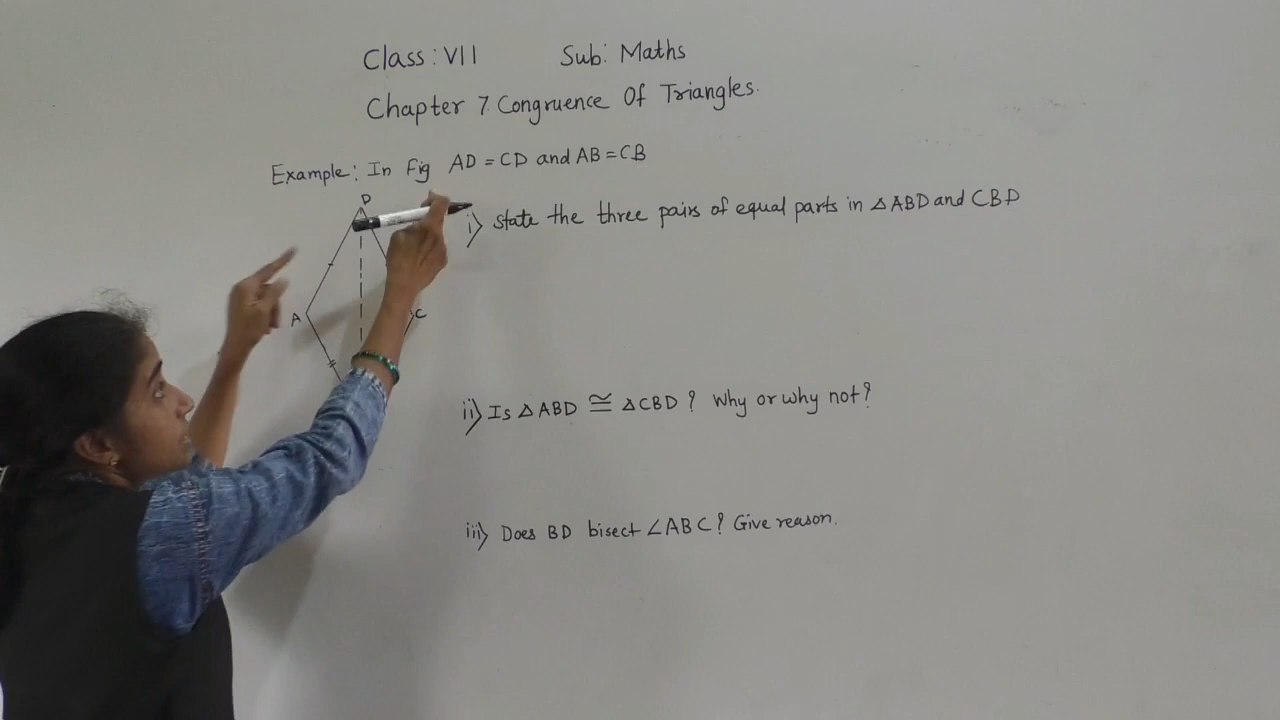 Class: VII Sub: Maths
Chapter 7. Congruence Of Triangles.
Example: In Fig AD = CD and AB = CB
D
i) state the three pairs of equal parts in △ ABD and CBD
A
C
ii) Is △ ABD ≅ △ CBD ? Why or why not?
iii) Does BD bisect ∠ABC? Give reason.